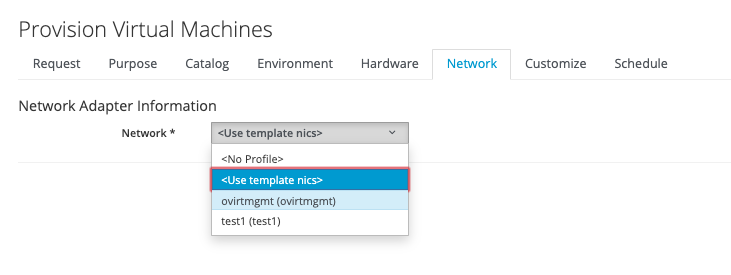 Provision Virtual Machines
Request Purpose Catalog Environment Hardware Network Customize Schedule
Network Adapter Information
Network * <Use template nics>
<No Profile>
<Use template nics>
ovirtmgmt (ovirtmgmt)
test1 (test1)